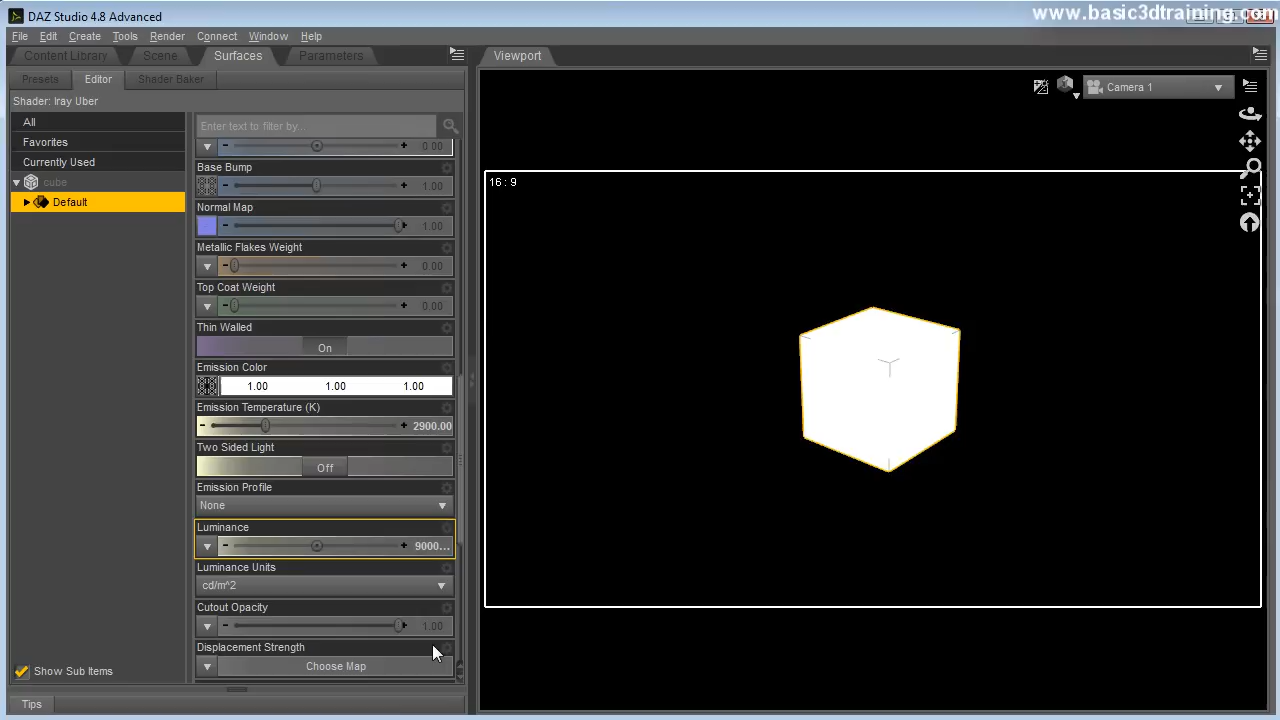 www.basic3dtraining.com
DAZ Studio 4.8 Advanced
File Edit Create Tools Render Connect Window Help
Content Library Scene Surfaces Parameters Viewport
Presets Editor Shader Baker
Camera 1
Shader: Iray Uber
All
Enter text to filter by...
Favorites
0.00
Currently Used
Base Bump
cube
1.00
16 : 9
Default
Normal Map
1.00
Metallic Flakes Weight
0.00
Top Coat Weight
0.00
Thin Walled
On
Emission Color
1.00 1.00 1.00
Emission Temperature (K)
2900.00
Two Sided Light
Off
Emission Profile
None
Luminance
9000...
Luminance Units
cd/m^2
Cutout Opacity
1.00
Displacement Strength
Choose Map
Show Sub Items
Tips